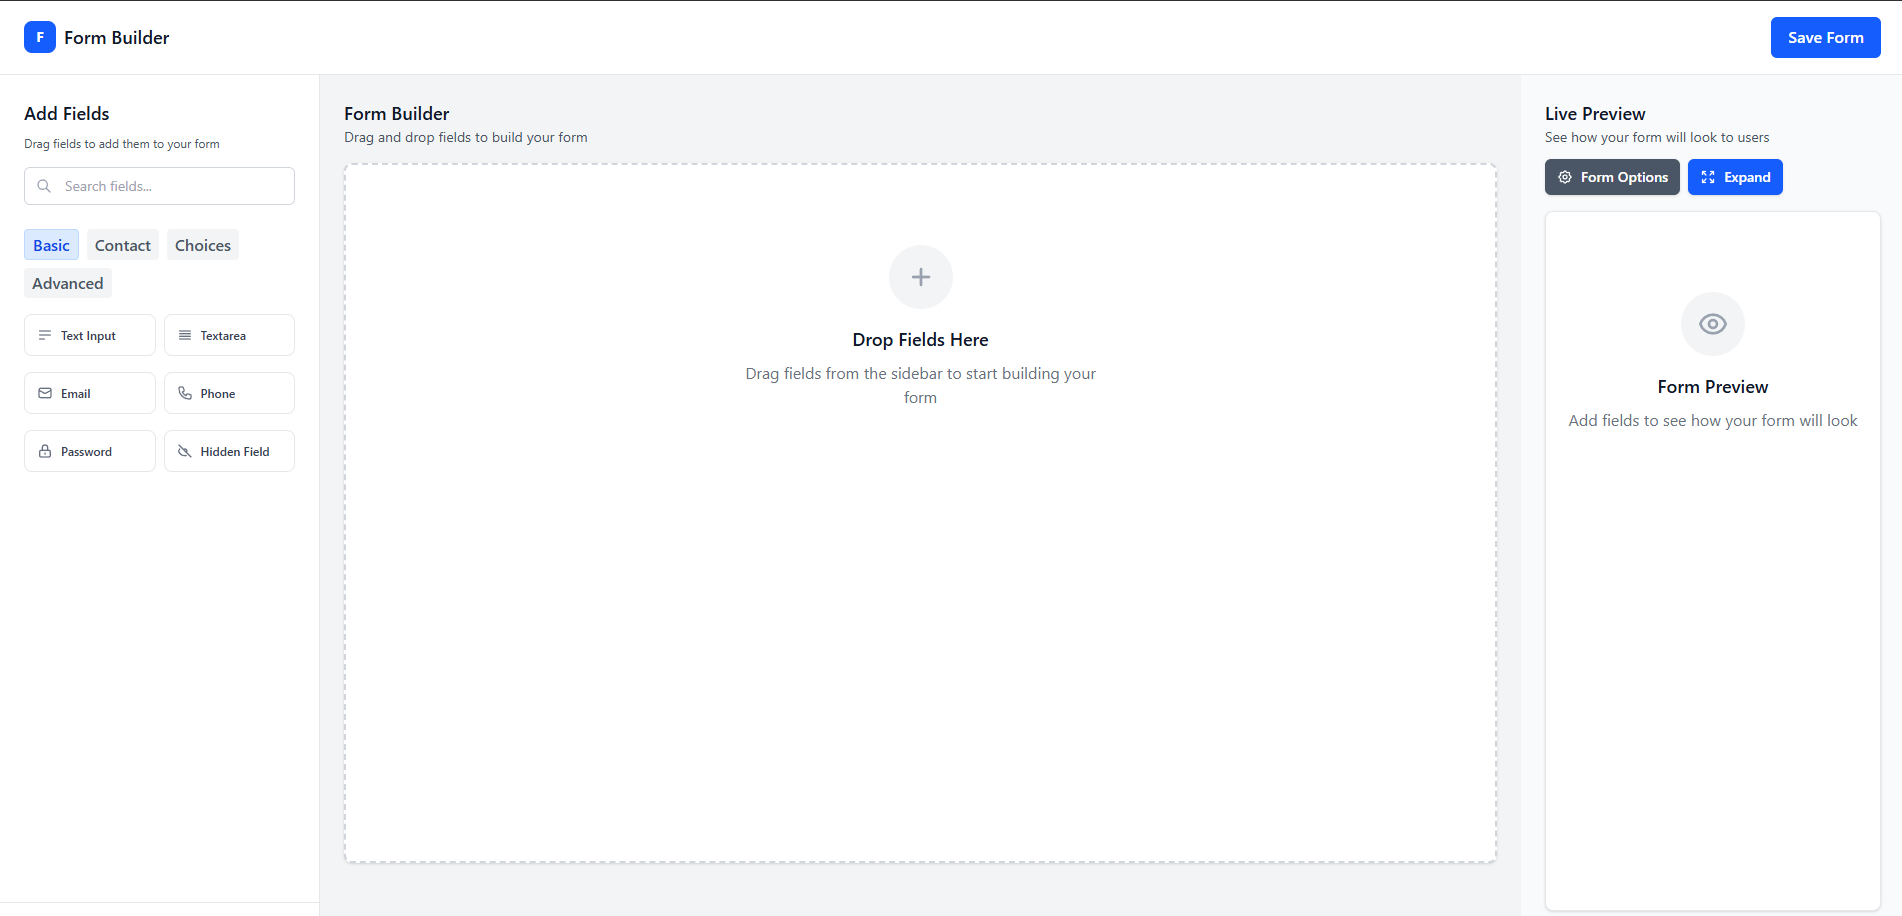 F Form Builder
Save Form
Add Fields
Drag fields to add them to your form
Search fields...
Basic
Contact
Choices
Advanced
Text Input
Textarea
Email
Phone
Password
Hidden Field
Form Builder
Drag and drop fields to build your form
Drop Fields Here
Drag fields from the sidebar to start building your
form
Live Preview
See how your form will look to users
Form Options
Expand
Form Preview
Add fields to see how your form will look